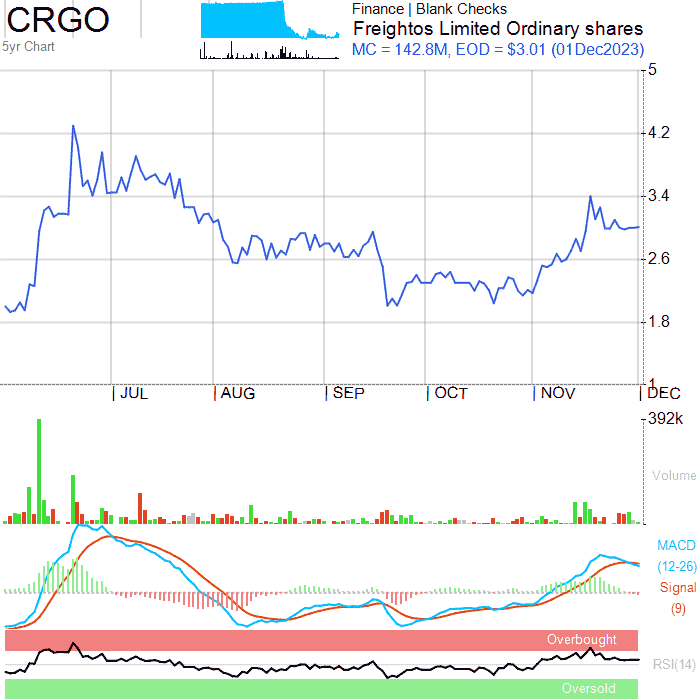 CRGO
5yr Chart
Finance | Blank Checks
Freightos Limited Ordinary shares
MC = 142.8M, EOD = $3.01 (01Dec2023)
5
4.2
3.4
2.6
1.8
1
| JUL | AUG | SEP | OCT | NOV | DEC
392k
Volume
MACD
(12-26)
Signal
(9)
Overbought
RSI(14)
Oversold